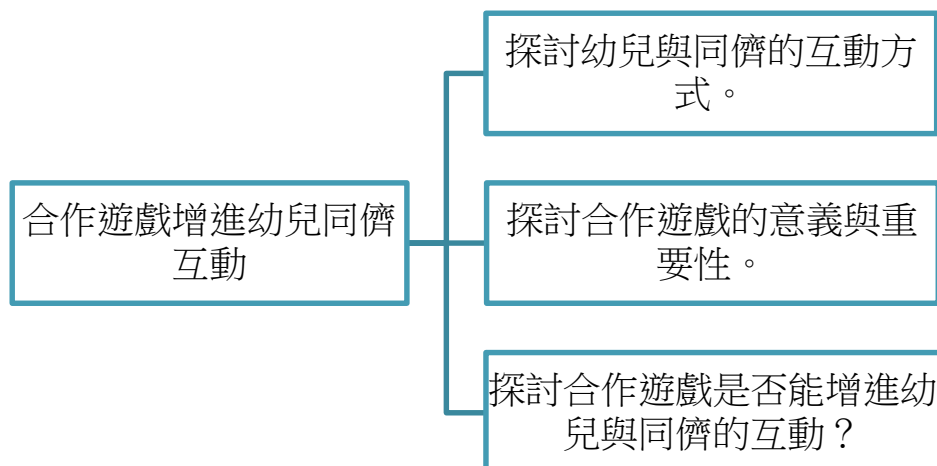 探討幼兒與同儕的互動方
式。
合作遊戲增進幼兒同儕
互動
探討合作遊戲的意義與重
要性。
探討合作遊戲是否能增進幼
兒與同儕的互動？